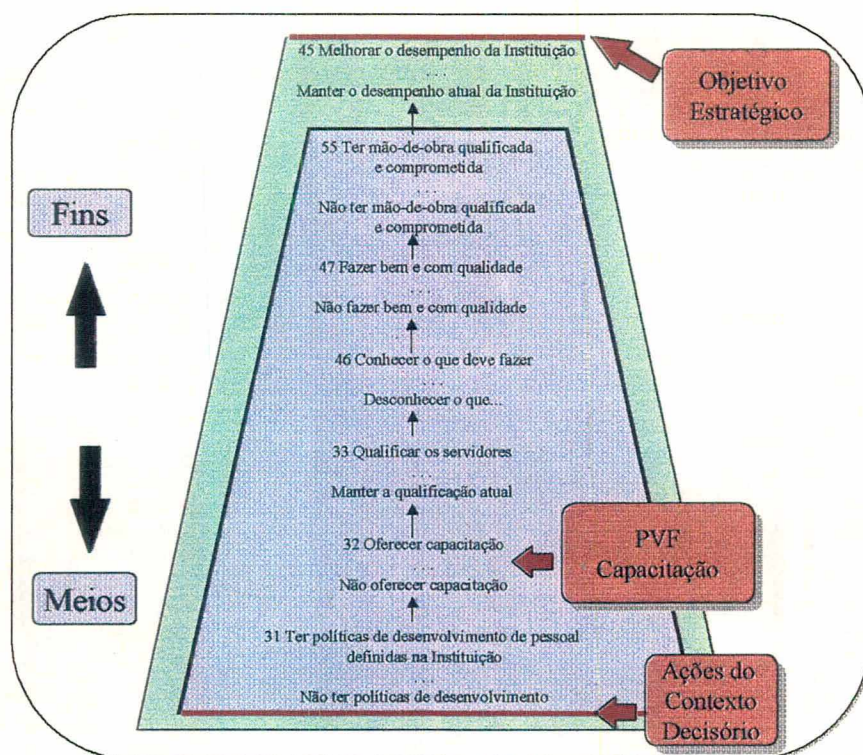 45 Melhorar o desempenho da Instituição
...
Manter o desempenho atual da Instituição
Objetivo
Estratégico
55 Ter mão-de-obra qualificada
e comprometida
...
Não ter mão-de-obra qualificada
e comprometida
Fins
47 Fazer bem e com qualidade
...
Não fazer bem e com qualidade
46 Conhecer o que deve fazer
...
Desconhecer o que...
33 Qualificar os servidores
...
Manter a qualificação atual
32 Oferecer capacitação
...
Não oferecer capacitação
PVF
Capacitação
Meios
31 Ter políticas de desenvolvimento de pessoal
definidas na Instituição
...
Não ter políticas de desenvolvimento
Ações do
Contexto
Decisório